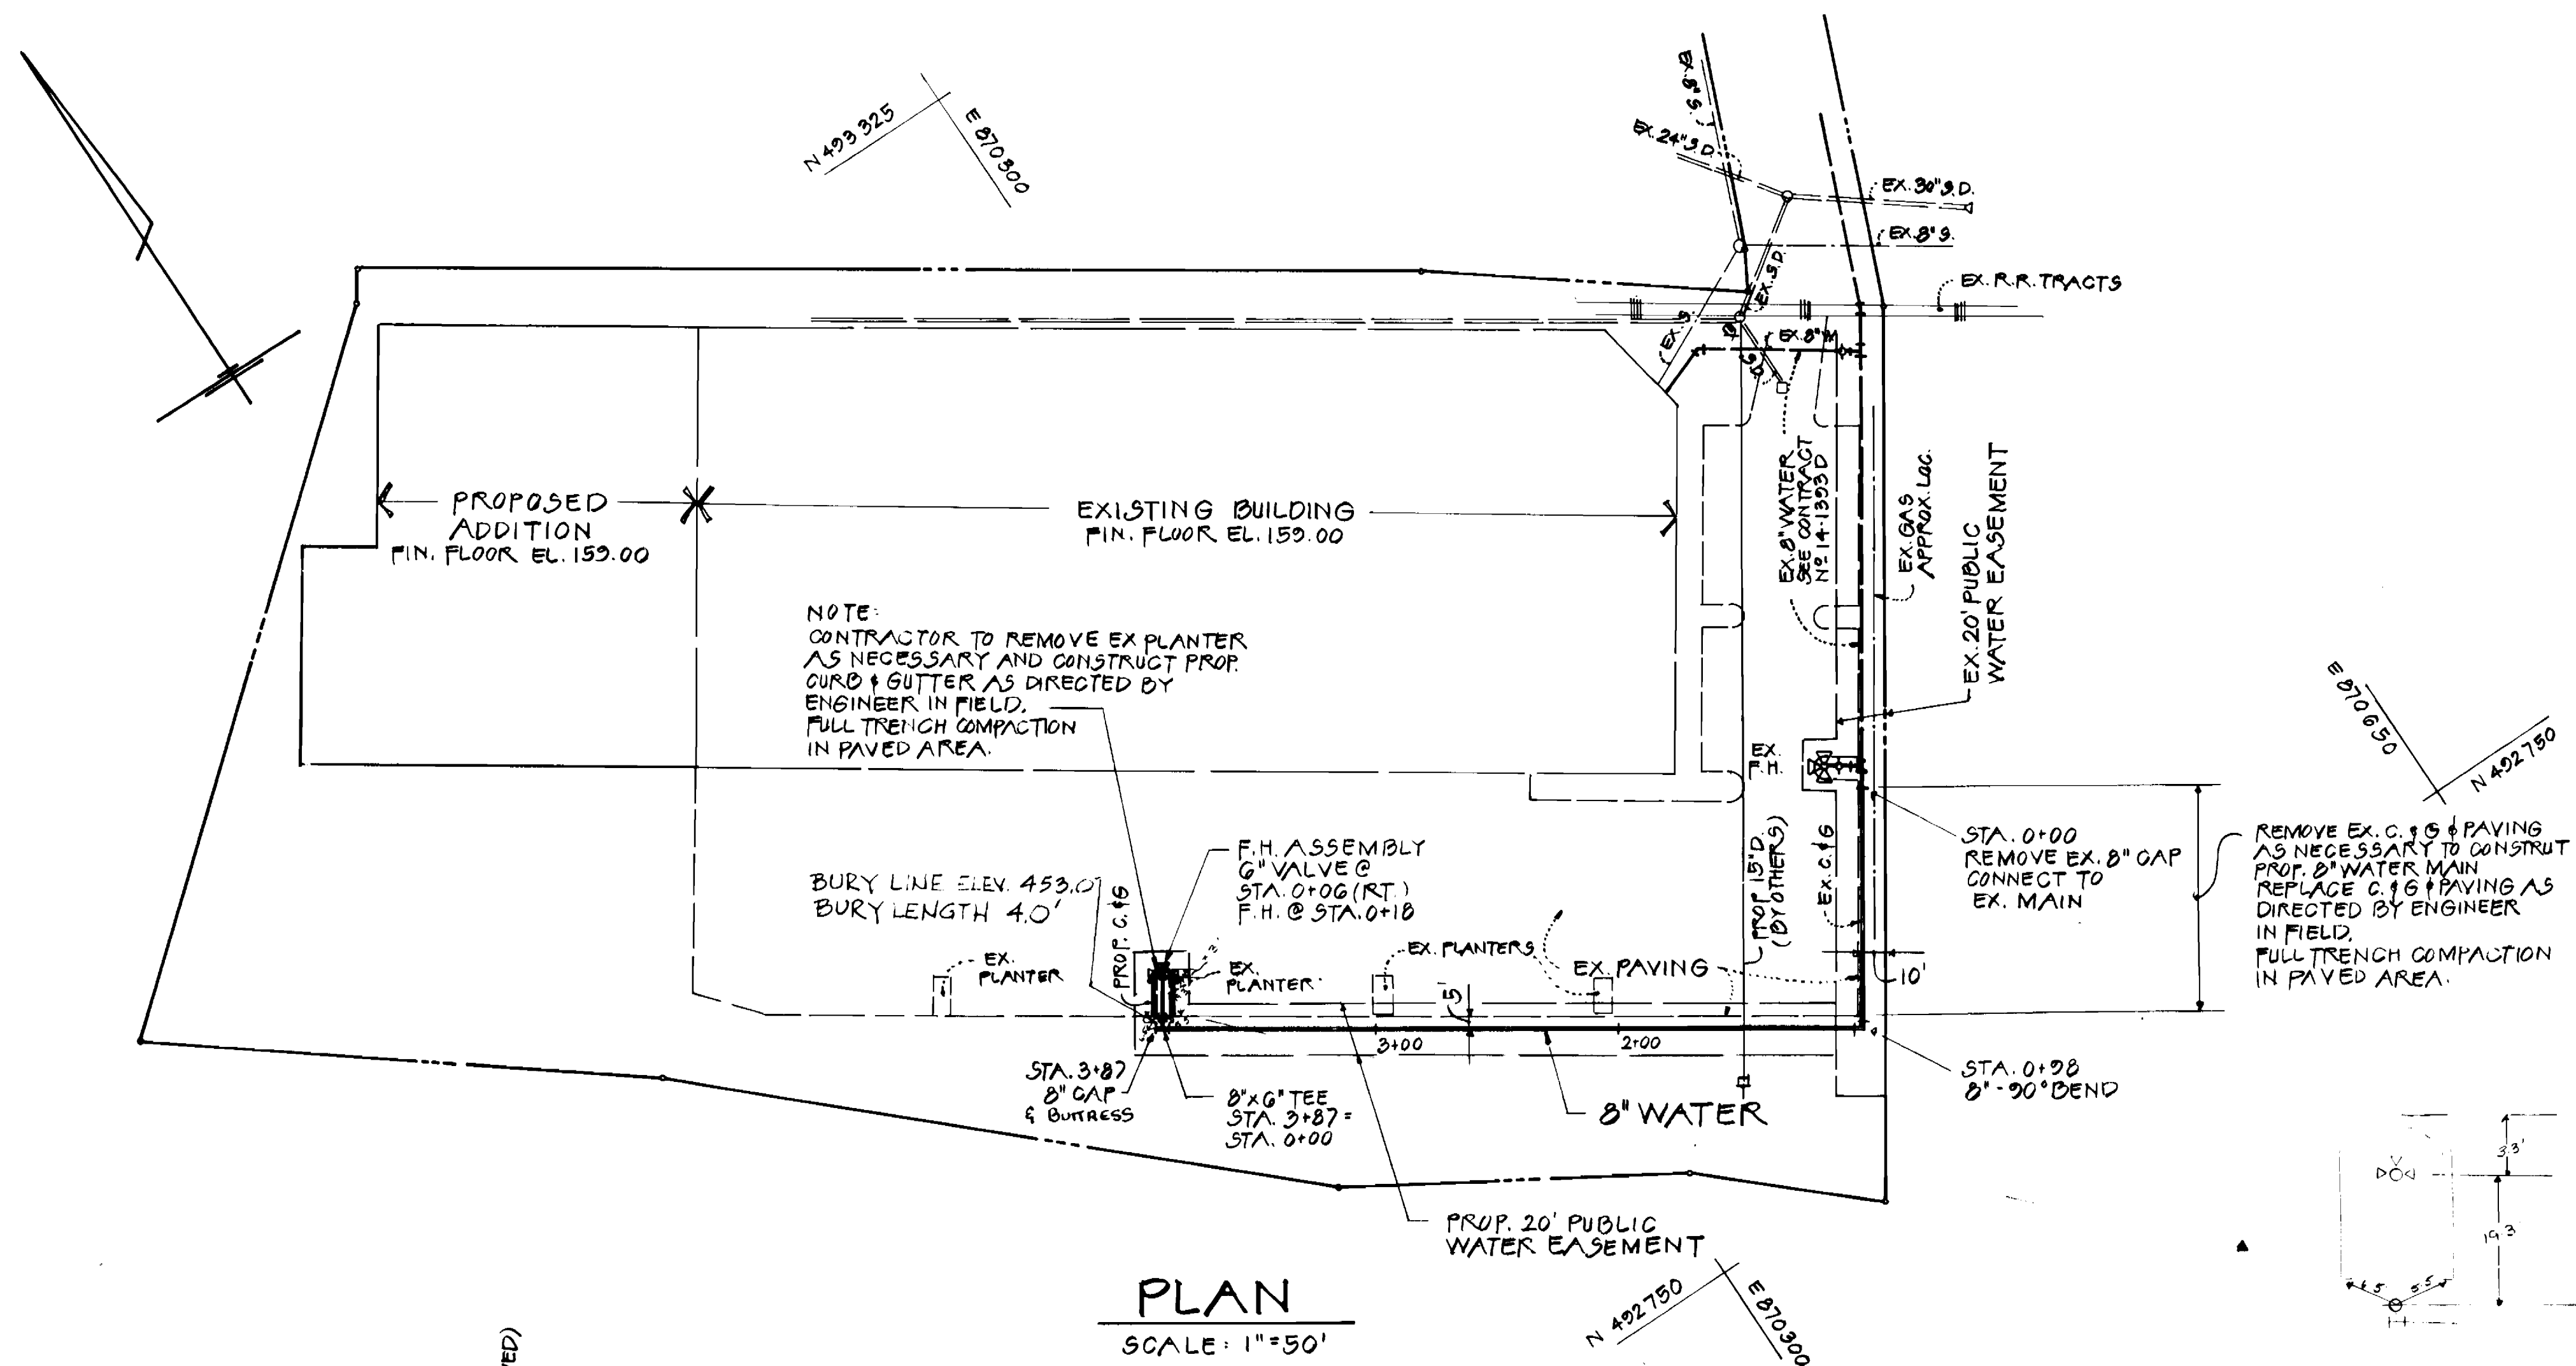 N 493 325
E 870300
EX. 8" S.
EX. 24" S.D.
EX. 30" S.D.
EX. 8" S.
EX. S.D.
EX. R.R. TRACTS
EX. S
EX. 8" W
S.D.
PROPOSED
ADDITION
FIN. FLOOR EL. 159.00
EXISTING BUILDING
FIN. FLOOR EL. 159.00
EX. 8" WATER
SEE CONTRACT
Nº 14-1393 D
EX. GAS
APPROX. LOC.
EX. 20' PUBLIC
WATER EASEMENT
NOTE:
CONTRACTOR TO REMOVE EX PLANTER
AS NECESSARY AND CONSTRUCT PROP.
CURB & GUTTER AS DIRECTED BY
ENGINEER IN FIELD.
FULL TRENCH COMPACTION
IN PAVED AREA.
E 870650
N 492750
EX.
F.H.
STA. 0+00
REMOVE EX. 8" CAP
CONNECT TO
EX. MAIN
REMOVE EX. C. & G & PAVING
AS NECESSARY TO CONSTRUT
PROP. 8" WATER MAIN
REPLACE C. & G & PAVING AS
DIRECTED BY ENGINEER
IN FIELD.
FULL TRENCH COMPACTION
IN PAVED AREA.
BURY LINE ELEV. 453.0'
BURY LENGTH 4.0'
F.H. ASSEMBLY
6" VALVE @
STA. 0+06 (RT.)
F.H. @ STA. 0+18
PROP. C. & G
PROP 15" D.
(BY OTHERS)
EX. C. & G
EX.
PLANTER
EX.
PLANTER
EX. PLANTERS
EX. PAVING
10'
5'
3+00
2+00
STA. 3+87
8" CAP
& BUTTRESS
8" X 6" TEE
STA. 3+87 =
STA. 0+00
8" WATER
STA. 0+98
8" - 90° BEND
PROP. 20' PUBLIC
WATER EASEMENT
3.3'
19.3
5.5
PLAN
SCALE: 1"=50'
N 492750
E 870300